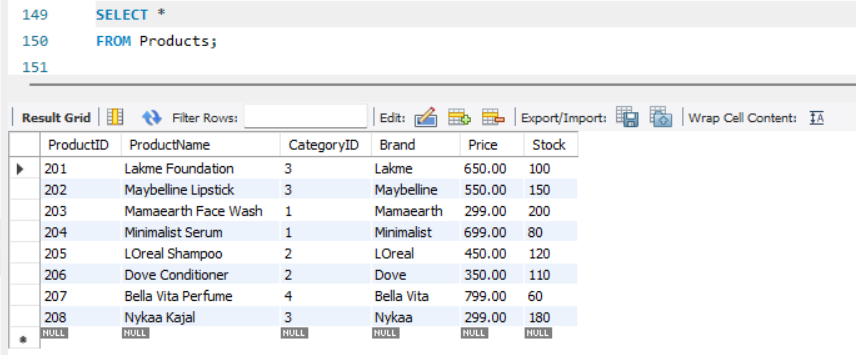 149 SELECT *
150 FROM Products;
151
Result Grid Filter Rows: Edit: Export/Import: Wrap Cell Content: IA
ProductID ProductName CategoryID Brand Price Stock
201 Lakme Foundation 3 Lakme 650.00 100
202 Maybelline Lipstick 3 Maybelline 550.00 150
203 Mamaearth Face Wash 1 Mamaearth 299.00 200
204 Minimalist Serum 1 Minimalist 699.00 80
205 LOreal Shampoo 2 LOreal 450.00 120
206 Dove Conditioner 2 Dove 350.00 110
207 Bella Vita Perfume 4 Bella Vita 799.00 60
208 Nykaa Kajal 3 Nykaa 299.00 180
NULL NULL NULL NULL NULL NULL